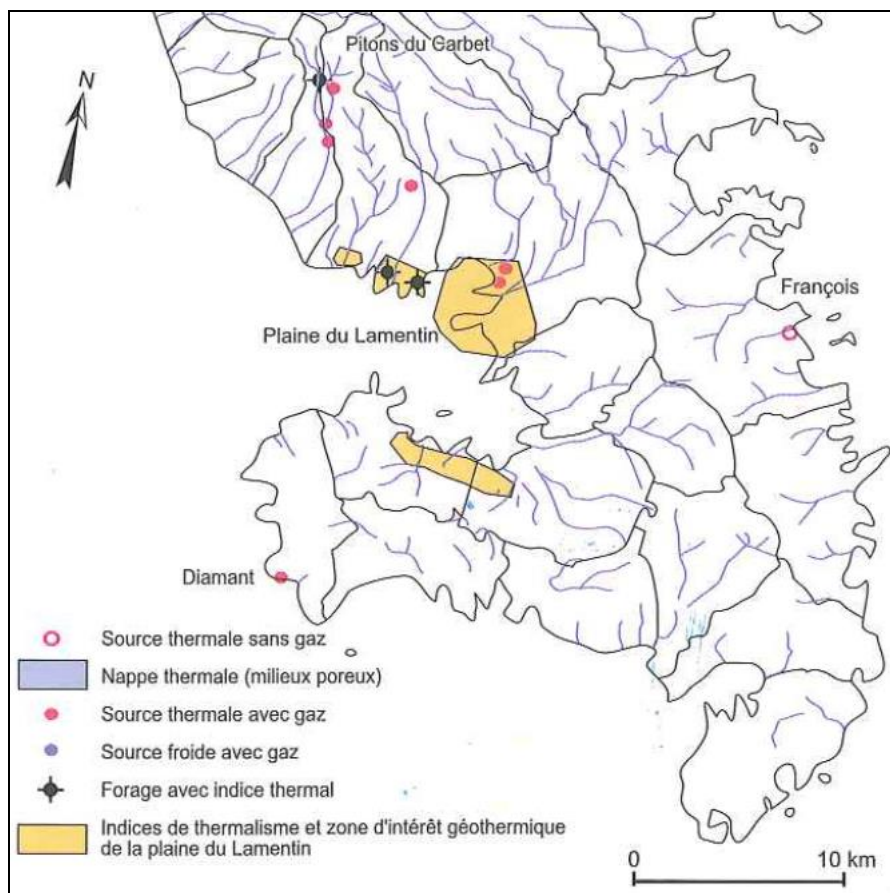 Pitons du Carbet
N
François
Plaine du Lamentin
Diamant
Source thermale sans gaz
Nappe thermale (milieux poreux)
Source thermale avec gaz
Source froide avec gaz
Forage avec indice thermal
Indices de thermalisme et zone d'intérêt géothermique
de la plaine du Lamentin
0
10 km